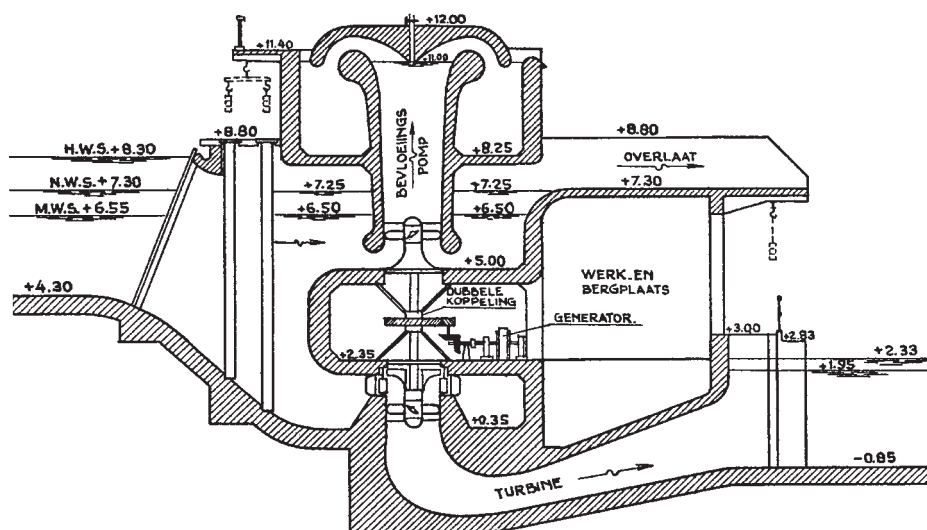 +12.00
+11.40
11.00
+8.80
+8.80
H.W.S.+8.30
+8.25
OVERLAAT
BEVLOEIINGS
POMP
N.W.S.+7.30
+7.25
+7.25
+7.30
M.W.S.+6.55
+6.50
+6.50
+5.00
+4.30
WERK-EN
BERGPLAATS
DUBBELE
KOPPELING
GENERATOR.
+3.00
+2.83
+2.35
+2.33
+1.95
+0.35
-0.85
TURBINE